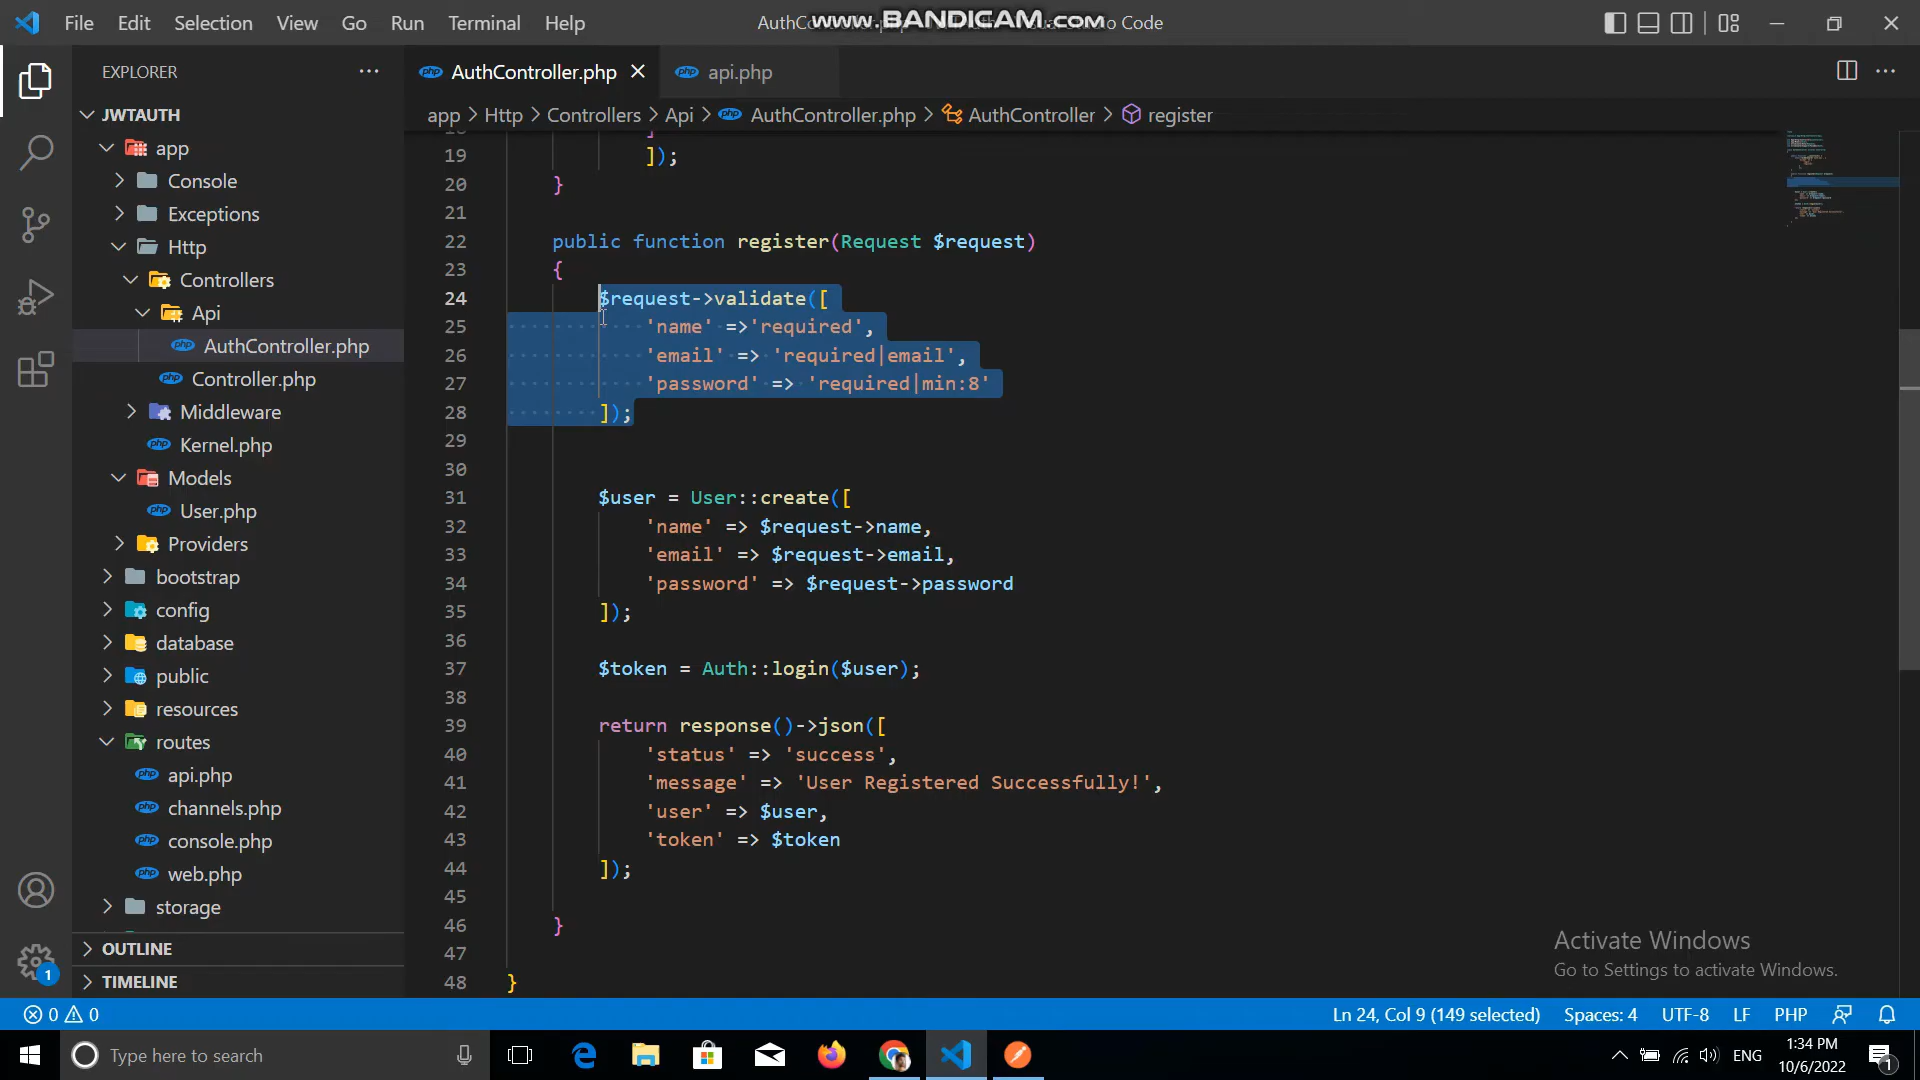 File Edit Selection View Go Run Terminal Help
www.BANDICAM.com
EXPLORER
JWTAUTH
app
Console
Exceptions
Http
Controllers
Api
AuthController.php
Controller.php
Middleware
Kernel.php
Models
User.php
Providers
bootstrap
config
database
public
resources
routes
api.php
channels.php
console.php
web.php
storage
OUTLINE
TIMELINE
AuthController.php api.php
app > Http > Controllers > Api > AuthController.php > AuthController > register
19 ]);
20 }
21
22 public function register(Request $request)
23 {
24 $request->validate([
25 'name' =>'required',
26 'email' => 'required|email',
27 'password' => 'required|min:8'
28 ]);
29
30
31 $user = User::create([
32 'name' => $request->name,
33 'email' => $request->email,
34 'password' => $request->password
35 ]);
36
37 $token = Auth::login($user);
38
39 return response()->json([
40 'status' => 'success',
41 'message' => 'User Registered Successfully!',
42 'user' => $user,
43 'token' => $token
44 ]);
45
46 }
47
48 }
Activate Windows
Go to Settings to activate Windows.
1
0 0 Ln 24, Col 9 (149 selected) Spaces: 4 UTF-8 LF PHP
Type here to search ENG 1:34 PM
10/6/2022 1